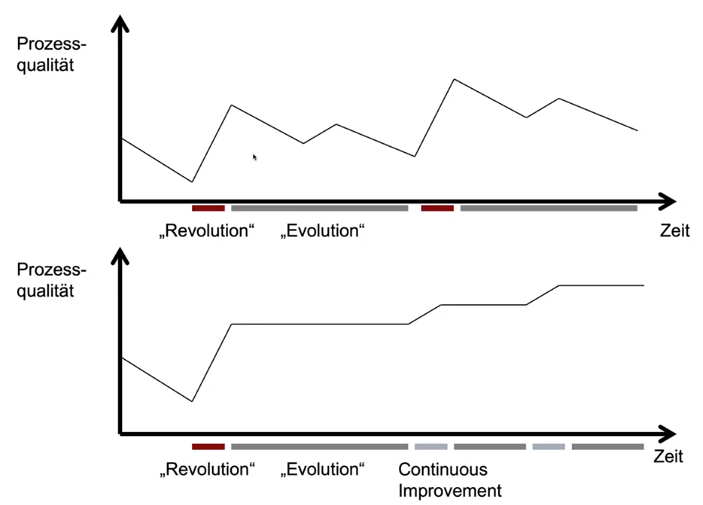 Prozess-
qualität
„Revolution“ „Evolution“ Zeit
Prozess-
qualität
„Revolution“ „Evolution“ Continuous Zeit
Improvement